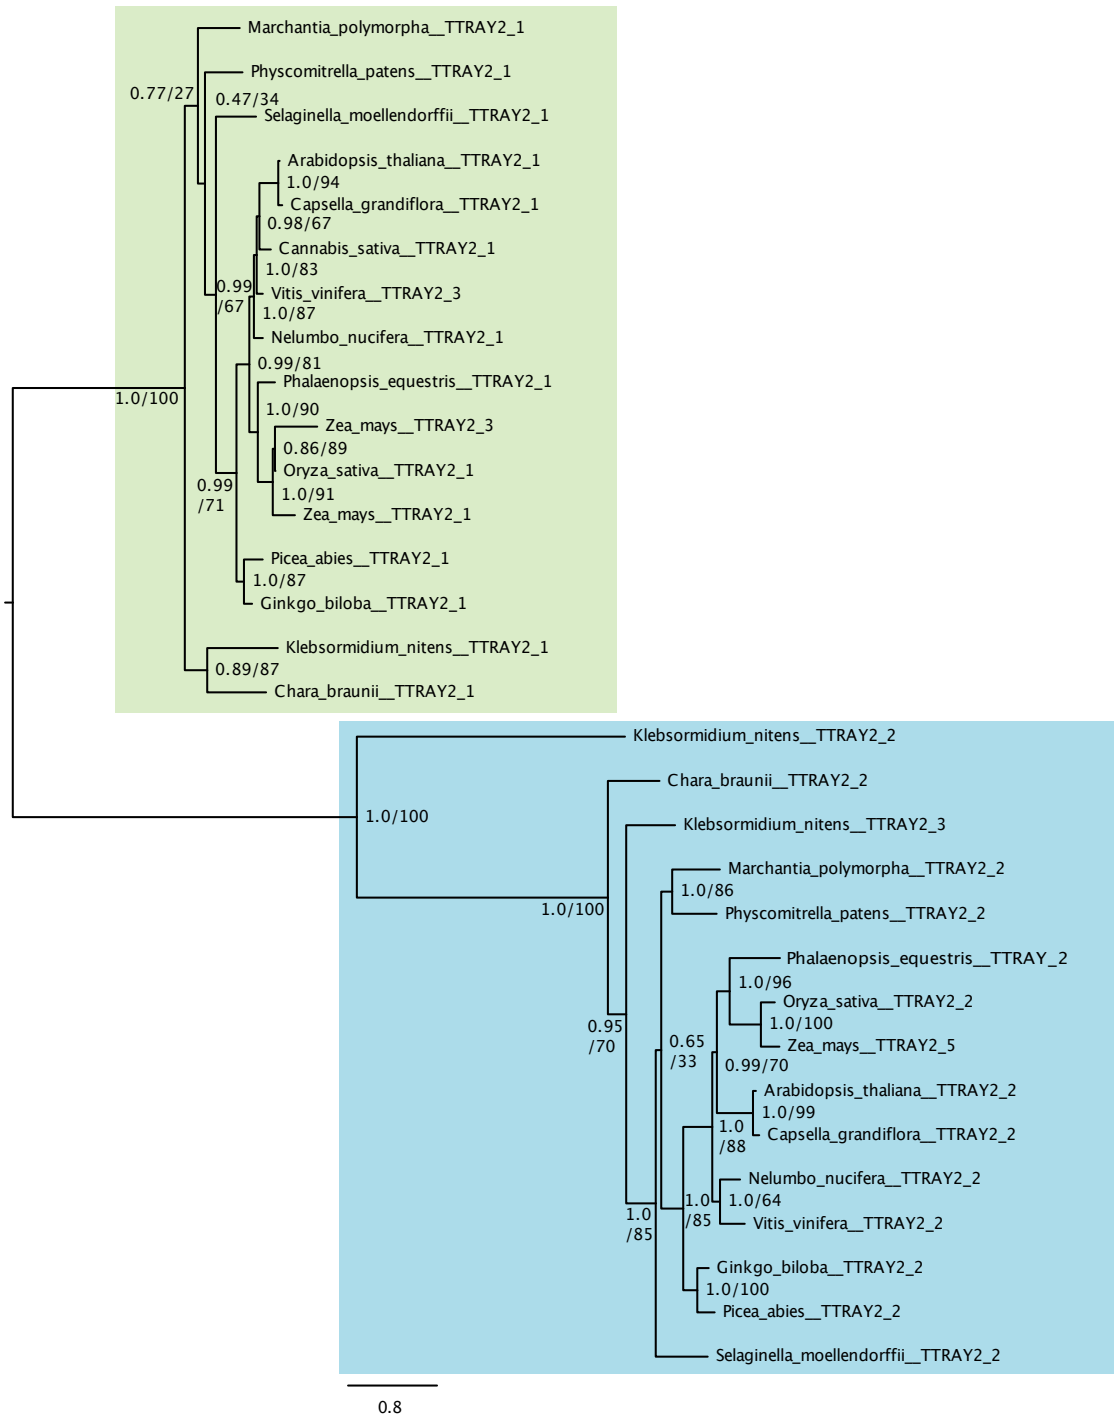 Marchantia_polymorpha__TTRAY2_1
Physcomitrella_patens__TTRAY2_1
0.77/27
0.47/34
Selaginella_moellendorffii__TTRAY2_1
Arabidopsis_thaliana__TTRAY2_1
1.0/94
Capsella_grandiflora__TTRAY2_1
0.98/67
Cannabis_sativa__TTRAY2_1
1.0/83
0.99
/67
Vitis_vinifera__TTRAY2_3
1.0/87
Nelumbo_nucifera__TTRAY2_1
0.99/81
Phalaenopsis_equestris__TTRAY2_1
1.0/100
1.0/90
Zea_mays__TTRAY2_3
0.86/89
Oryza_sativa__TTRAY2_1
0.99
/71
1.0/91
Zea_mays__TTRAY2_1
Picea_abies__TTRAY2_1
1.0/87
Ginkgo_biloba__TTRAY2_1
Klebsormidium_nitens__TTRAY2_1
0.89/87
Chara_braunii__TTRAY2_1
Klebsormidium_nitens__TTRAY2_2
Chara_braunii__TTRAY2_2
1.0/100
Klebsormidium_nitens__TTRAY2_3
Marchantia_polymorpha__TTRAY2_2
1.0/86
1.0/100
Physcomitrella_patens__TTRAY2_2
Phalaenopsis_equestris__TTRAY_2
1.0/96
Oryza_sativa__TTRAY2_2
1.0/100
0.95
/70
0.65
/33
Zea_mays__TTRAY2_5
0.99/70
Arabidopsis_thaliana__TTRAY2_2
1.0/99
1.0
/88
Capsella_grandiflora__TTRAY2_2
Nelumbo_nucifera__TTRAY2_2
1.0/64
1.0
/85
1.0
/85
Vitis_vinifera__TTRAY2_2
Ginkgo_biloba__TTRAY2_2
1.0/100
Picea_abies__TTRAY2_2
Selaginella_moellendorffii__TTRAY2_2
0.8